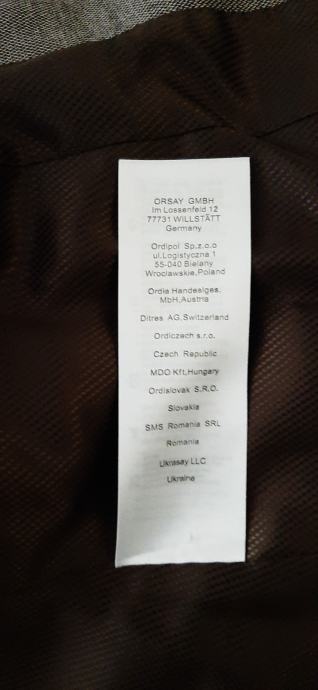 ORSAY GMBH
Im Lossenfeld 12
77731 WILLSTÄTT
Germany
Ordipol Sp.z.o.o
ul.Logistyczna 1
55-040 Bielany
Wroclawskie,Poland
Ordia Handesiges.
MbH,Austria
Ditres AG,Switzerland
Ordiczech s.r.o.
Czech Republic
MDO Kft,Hungary
Ordislovak S.R.O.
Slovakia
SMS Romania SRL
Romania
Ukrasay LLC
Ukraine